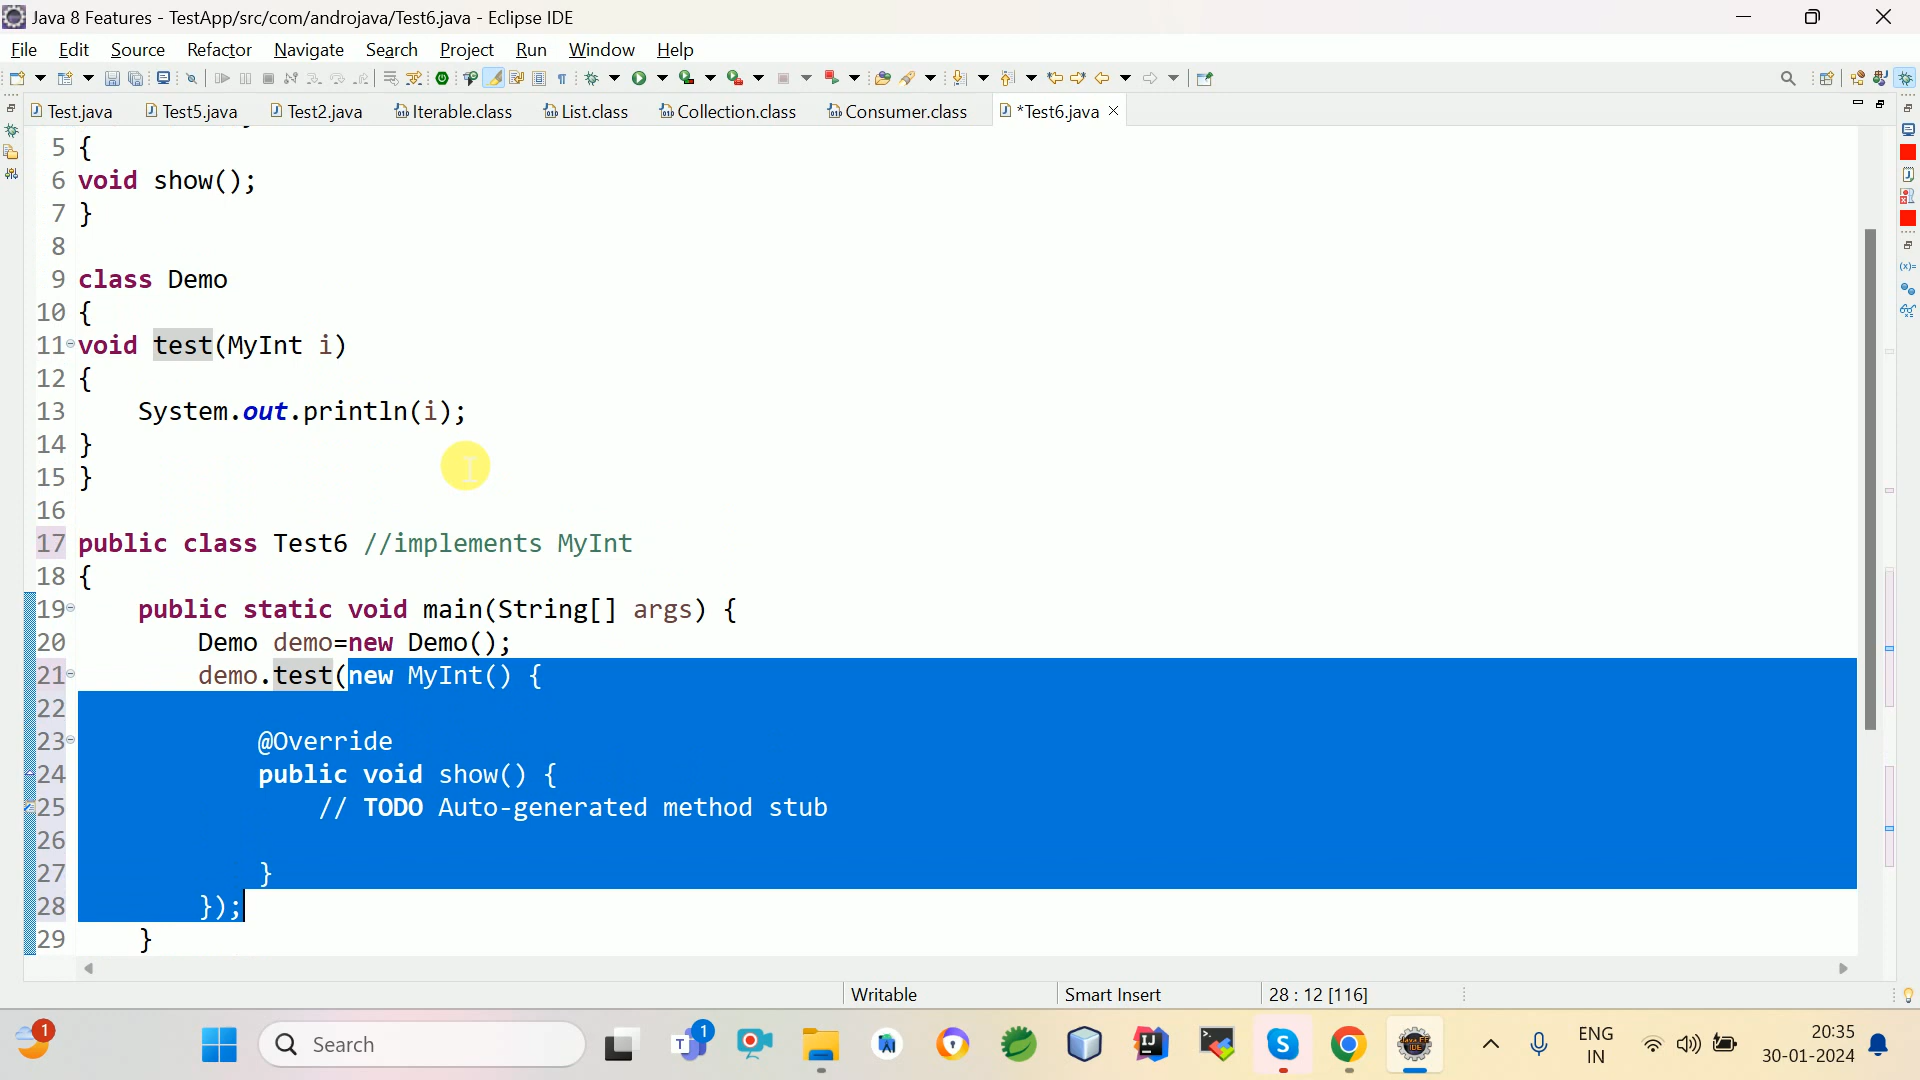 Java 8 Features - TestApp/src/com/androjava/Test6.java - Eclipse IDE
File Edit Source Refactor Navigate Search Project Run Window Help
Test.java Test5.java Test2.java Iterable.class List.class Collection.class Consumer.class *Test6.java
5 {
6 void show();
7 }
8
9 class Demo
10 {
11 void test(MyInt i)
12 {
13 System.out.println(i);
14 }
15 }
16
17 public class Test6 //implements MyInt
18 {
19 public static void main(String[] args) {
20 Demo demo=new Demo();
21 demo.test(new MyInt() {
22
23 @Override
24 public void show() {
25 // TODO Auto-generated method stub
26
27 }
28 });
29 }
Writable Smart Insert 28 : 12 [116]
1 Search 1 ENG 20:35
IN 30-01-2024